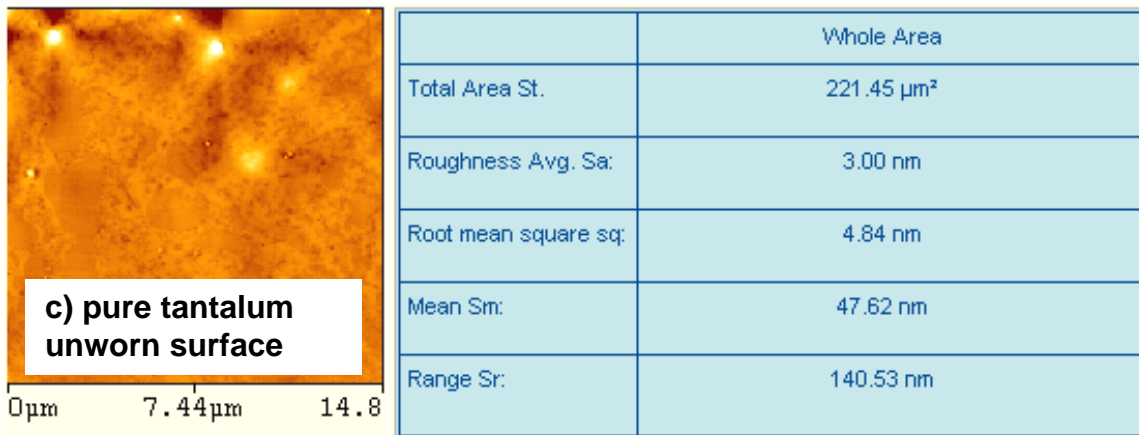 c) pure tantalum
unworn surface
0µm 7.44µm 14.8
Whole Area
Total Area St. 221.45 µm²
Roughness Avg. Sa: 3.00 nm
Root mean square sq: 4.84 nm
Mean Sm: 47.62 nm
Range Sr: 140.53 nm